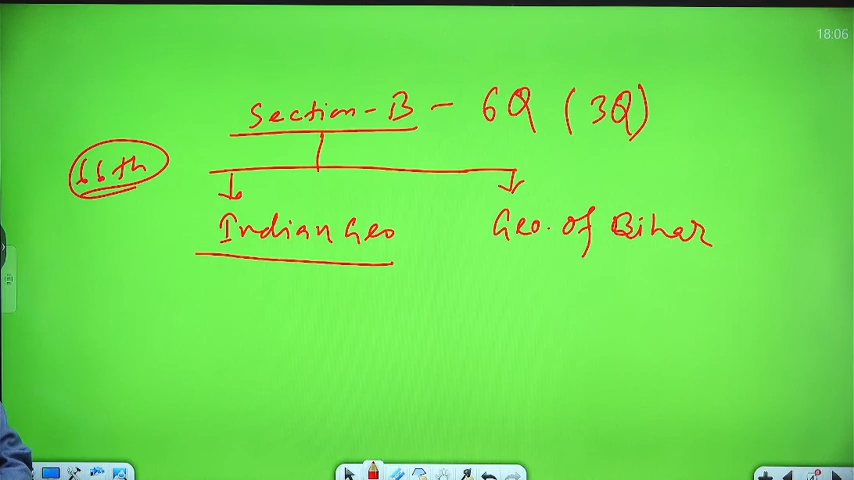 18:06
Section-B - 6Q (3Q)
66th
Indian Geo
Geo. of Bihar